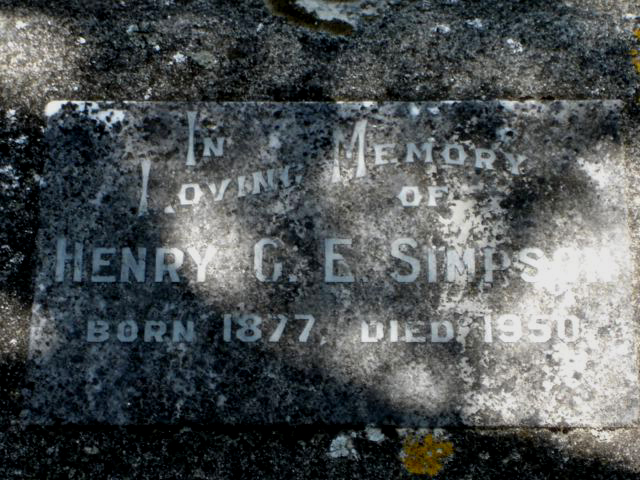 IN
LOVING MEMORY
OF
HENRY G. E. SIMPSON
BORN 1877, DIED 1950